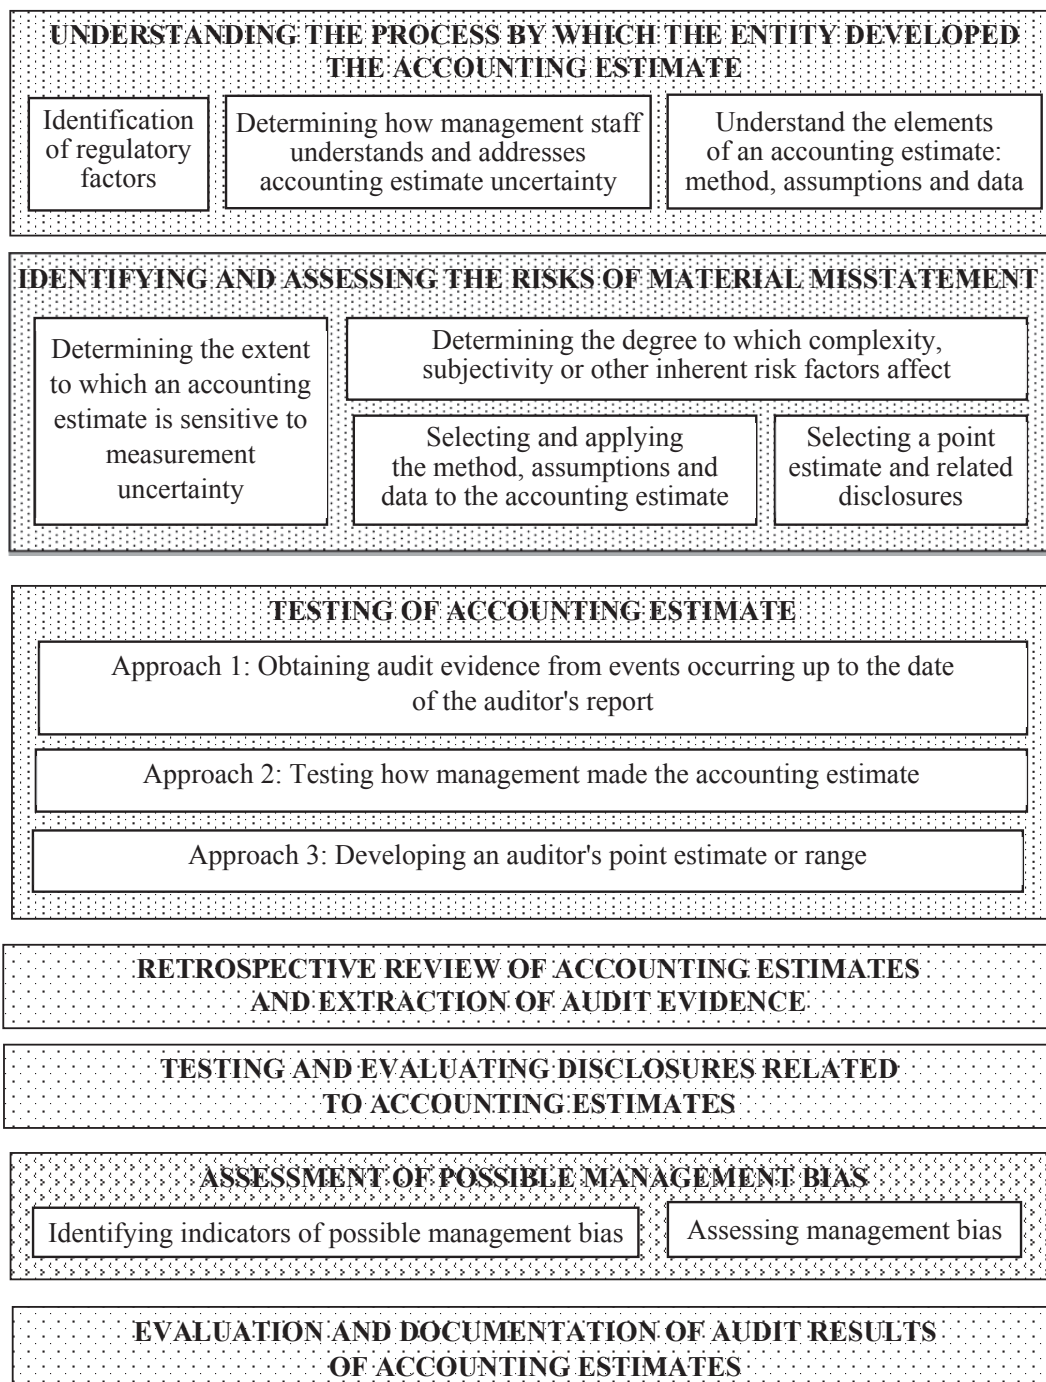 UNDERSTANDING THE PROCESS BY WHICH THE ENTITY DEVELOPED
THE ACCOUNTING ESTIMATE
Identification
of regulatory
factors
Determining how management staff
understands and addresses
accounting estimate uncertainty
Understand the elements
of an accounting estimate:
method, assumptions and data
IDENTIFYING AND ASSESSING THE RISKS OF MATERIAL MISSTATEMENT
Determining the extent
to which an accounting
estimate is sensitive to
measurement
uncertainty
Determining the degree to which complexity,
subjectivity or other inherent risk factors affect
Selecting and applying
the method, assumptions and
data to the accounting estimate
Selecting a point
estimate and related
disclosures
TESTING OF ACCOUNTING ESTIMATE
Approach 1: Obtaining audit evidence from events occurring up to the date
of the auditor's report
Approach 2: Testing how management made the accounting estimate
Approach 3: Developing an auditor's point estimate or range
RETROSPECTIVE REVIEW OF ACCOUNTING ESTIMATES
AND EXTRACTION OF AUDIT EVIDENCE
TESTING AND EVALUATING DISCLOSURES RELATED
TO ACCOUNTING ESTIMATES
ASSESSMENT OF POSSIBLE MANAGEMENT BIAS
Identifying indicators of possible management bias
Assessing management bias
EVALUATION AND DOCUMENTATION OF AUDIT RESULTS
OF ACCOUNTING ESTIMATES